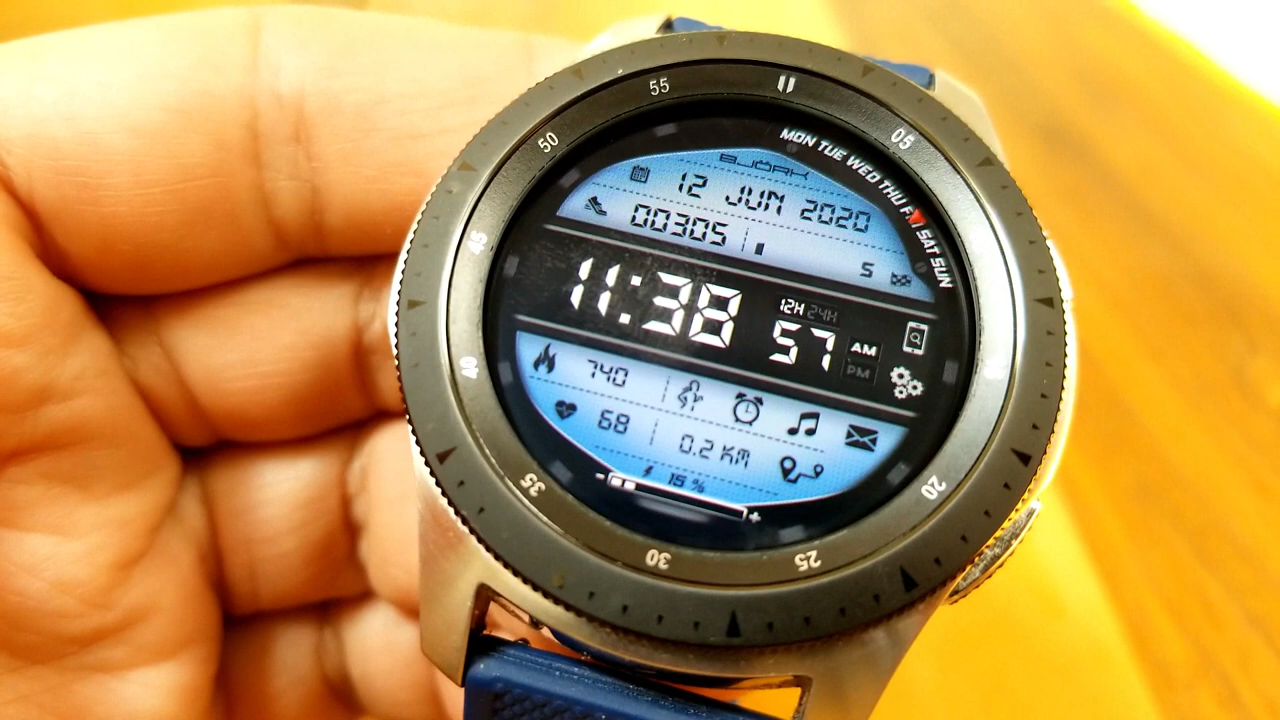 55
05
50
45
40
35
30
25
20
MON TUE WED THU FRI SAT SUN
BJÖRK
12 JUN 2020
00305
5
12H 24H
11:38 57 AM
PM
740
68 0.2 KM
15 %
- +